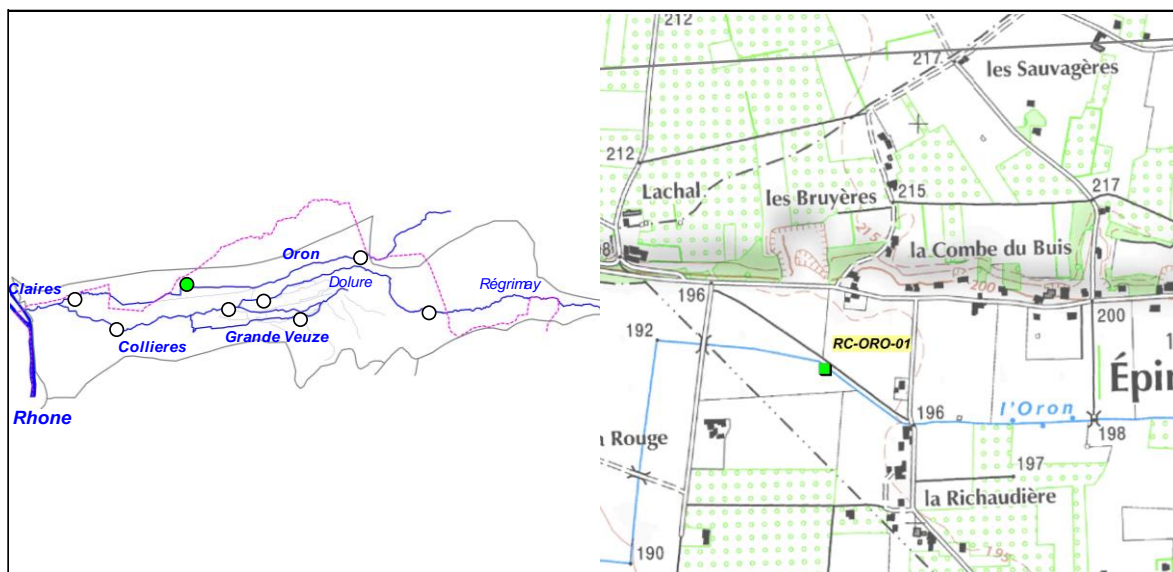 Claires
Oron
Dolure
Régrimay
Grande Veuze
Collieres
Rhone
212
217
les Sauvagères
212
Lachal
les Bruyères
215
217
215
la Combe du Buis
200
196
200
192
RC-ORO-01
Épin
196
l'Oron
198
a Rouge
197
la Richaudière
190
195